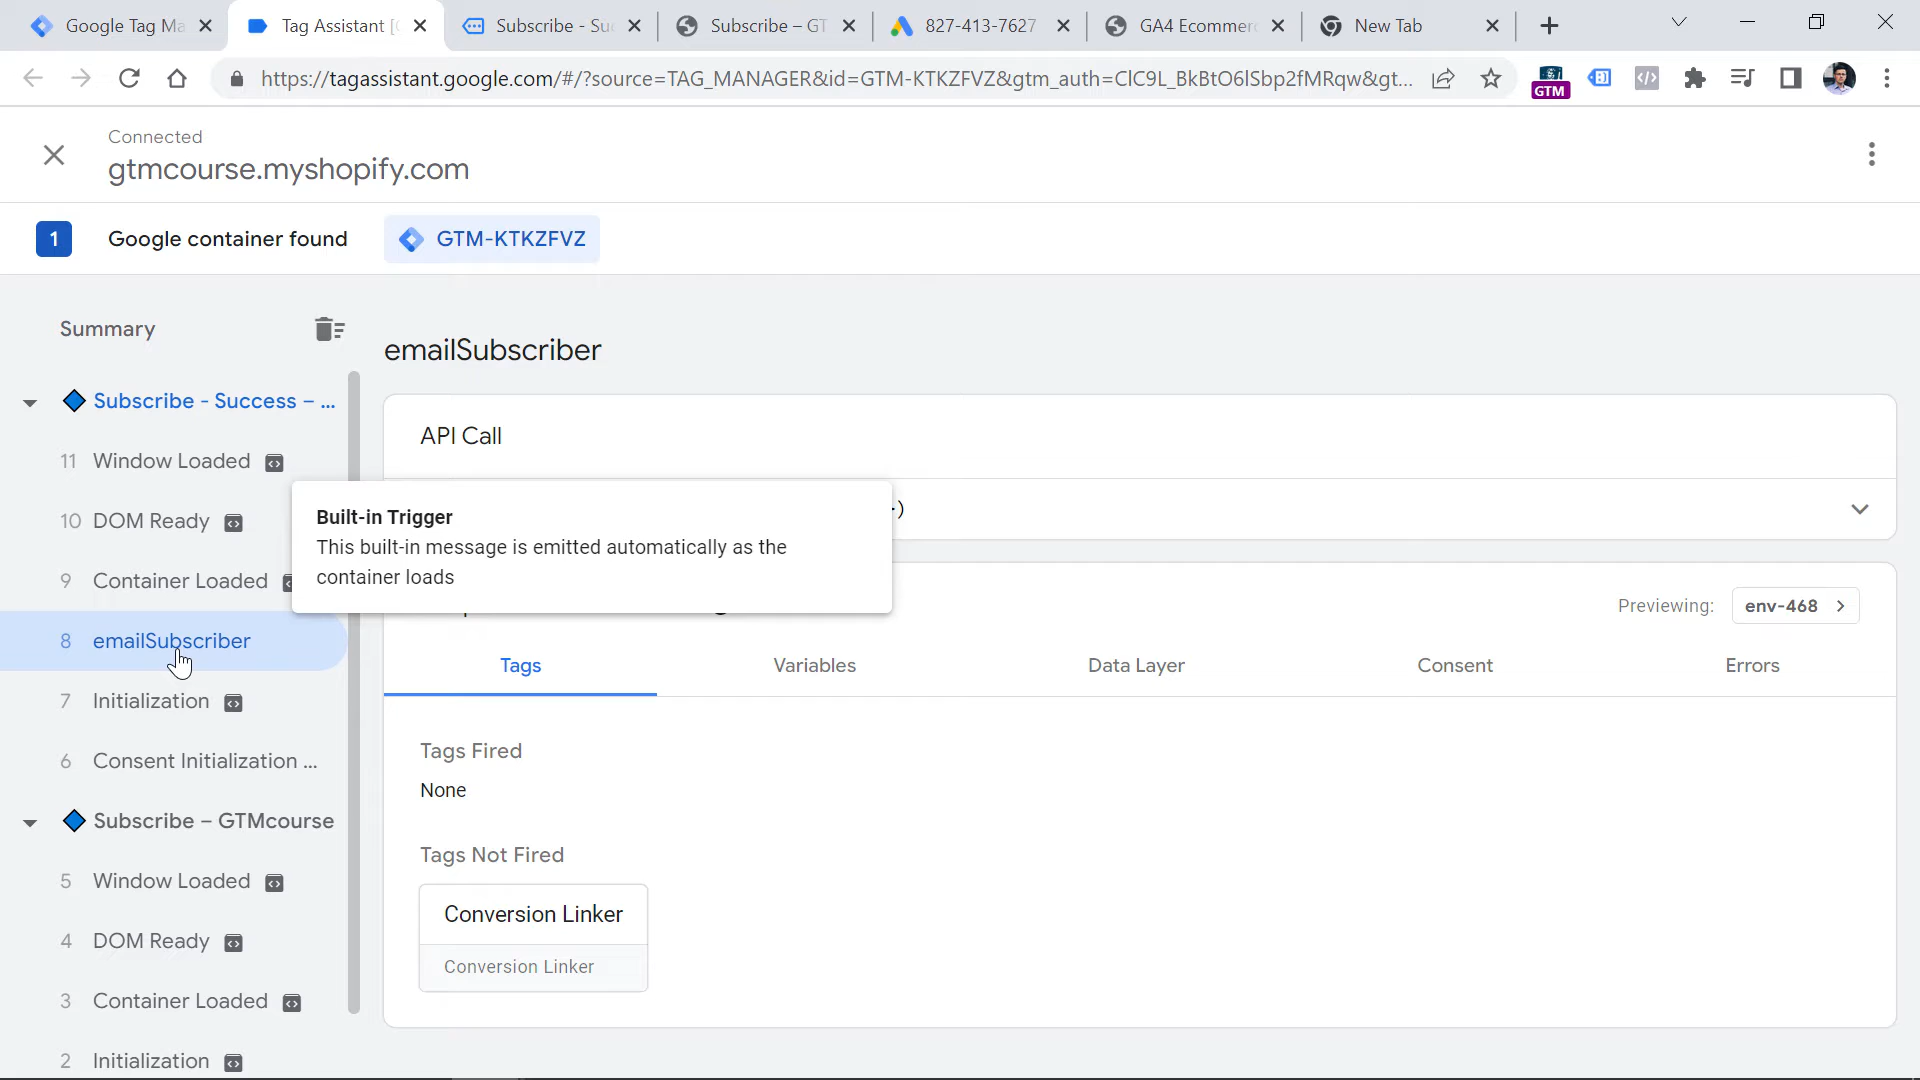 Google Tag Ma
Tag Assistant [
Subscribe - Suc
Subscribe – GT
827-413-7627
GA4 Ecommer
New Tab
https://tagassistant.google.com/#/?source=TAG_MANAGER&id=GTM-KTKZFVZ&gtm_auth=ClC9L_BkBtO6lSbp2fMRqw&gt...
GTM
Connected
gtmcourse.myshopify.com
1
Google container found
GTM-KTKZFVZ
Summary
Subscribe - Success – ...
11 Window Loaded
10 DOM Ready
9 Container Loaded
8 emailSubscriber
7 Initialization
6 Consent Initialization ...
Subscribe – GTMcourse
5 Window Loaded
4 DOM Ready
3 Container Loaded
2 Initialization
emailSubscriber
API Call
)
Built-in Trigger
This built-in message is emitted automatically as the
container loads
Previewing:
env-468
Tags
Variables
Data Layer
Consent
Errors
Tags Fired
None
Tags Not Fired
Conversion Linker
Conversion Linker